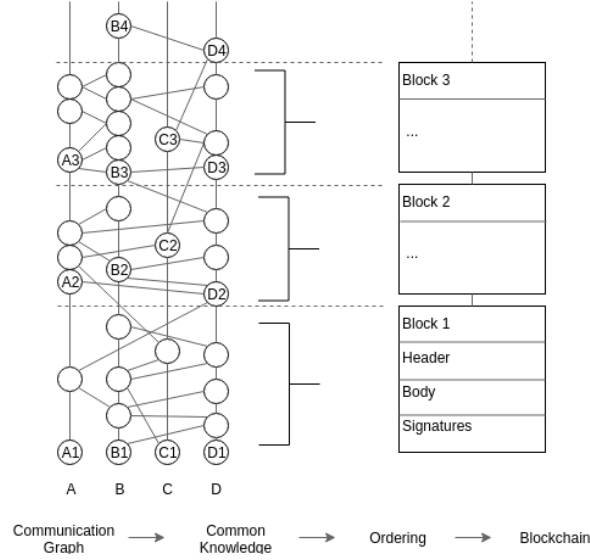 B4
D4
Block 3
C3
...
A3
D3
B3
Block 2
C2
...
B2
A2
D2
Block 1
Header
Body
Signatures
A1 B1 C1 D1
A B C D
Communication Graph
Common Knowledge
Ordering
Blockchain